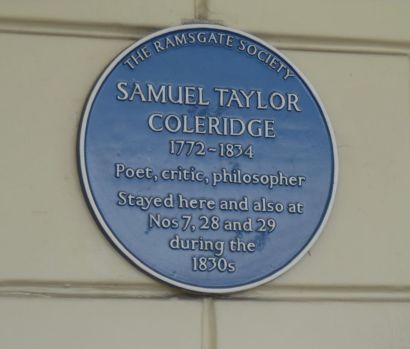 THE RAMSGATE SOCIETY
SAMUEL TAYLOR
COLERIDGE
1772-1834
Poet, critic, philosopher
Stayed here and also at
Nos 7, 28 and 29
during the
1830s